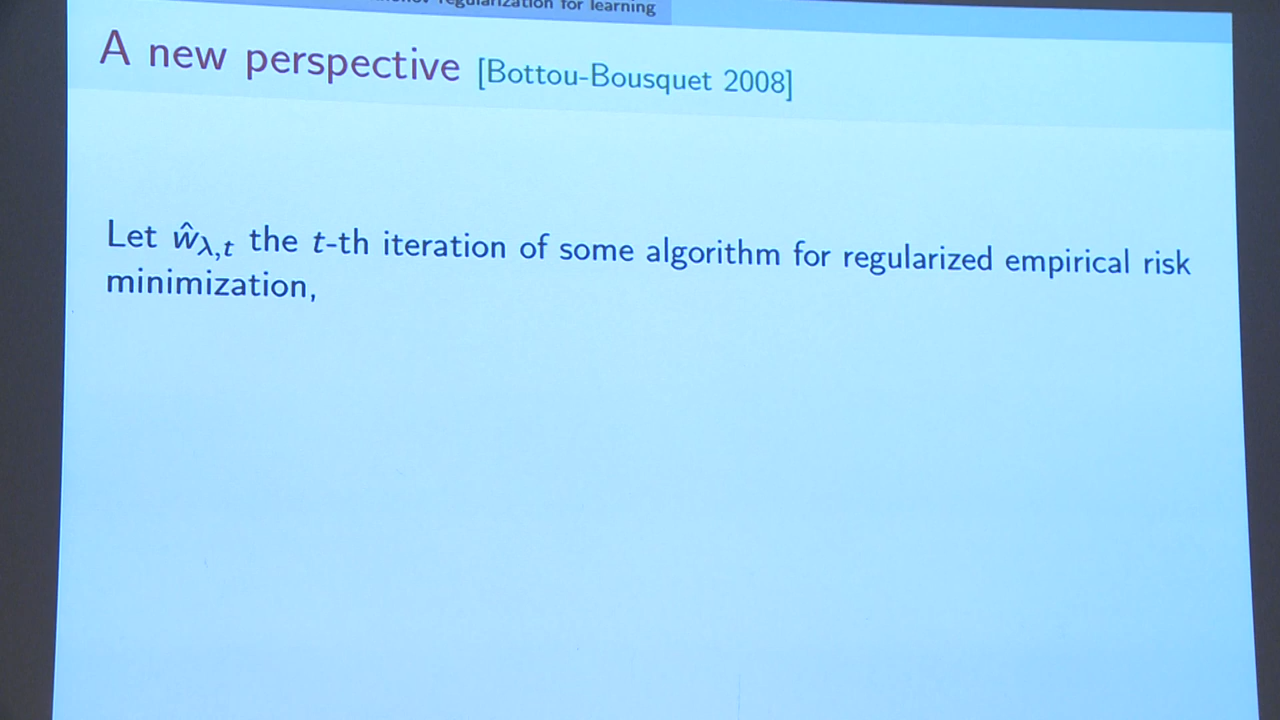 regularization for learning
A new perspective [Bottou-Bousquet 2008]
Let ŵλ,t the t-th iteration of some algorithm for regularized empirical risk
minimization,